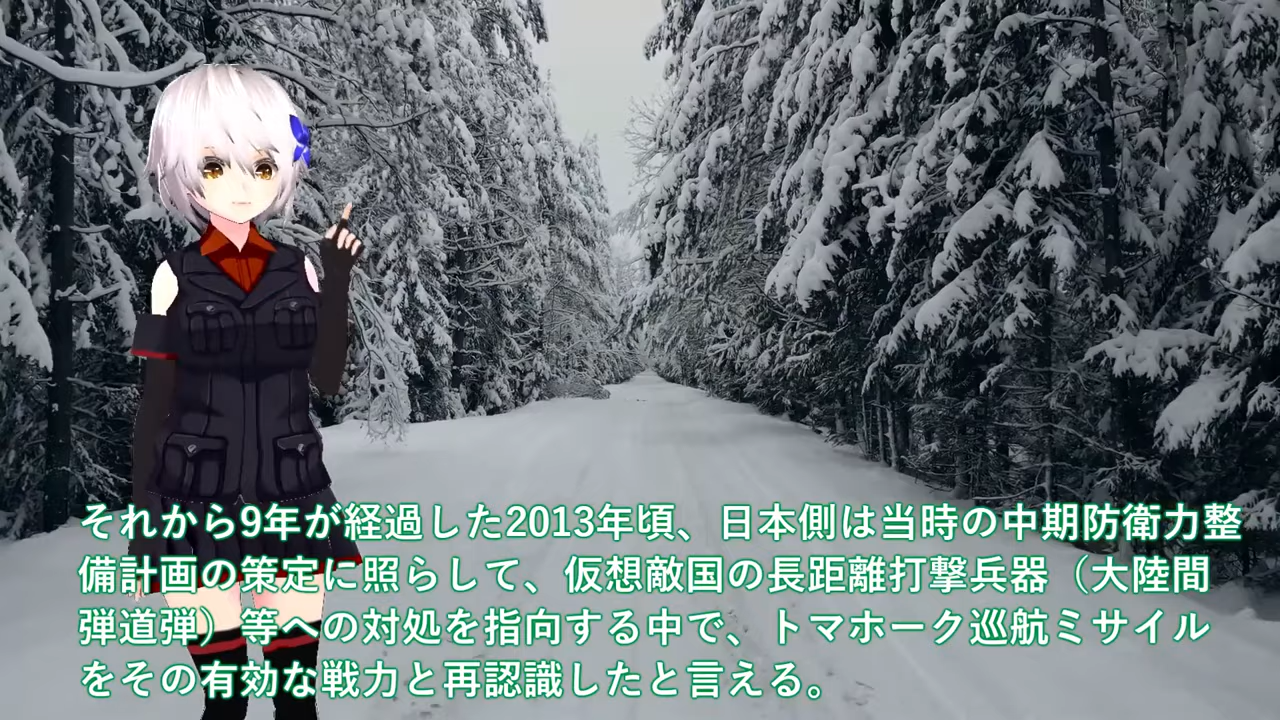 それから9年が経過した2013年頃、日本側は当時の中期防衛力整
備計画の策定に照らして、仮想敵国の長距離打撃兵器（大陸間
弾道弾）等への対処を指向する中で、トマホーク巡航ミサイル
をその有効な戦力と再認識したと言える。